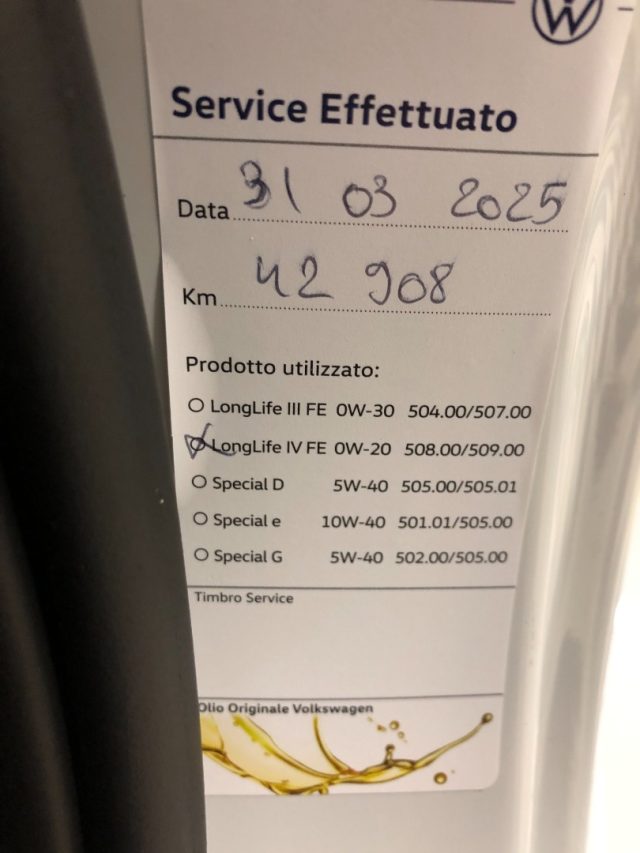 Service Effettuato
Data 31 03 2025
Km 42 908
Prodotto utilizzato:
LongLife III FE 0W-30 504.00/507.00
LongLife IV FE 0W-20 508.00/509.00
Special D 5W-40 505.00/505.01
Special e 10W-40 501.01/505.00
Special G 5W-40 502.00/505.00
Timbro Service
Olio Originale Volkswagen